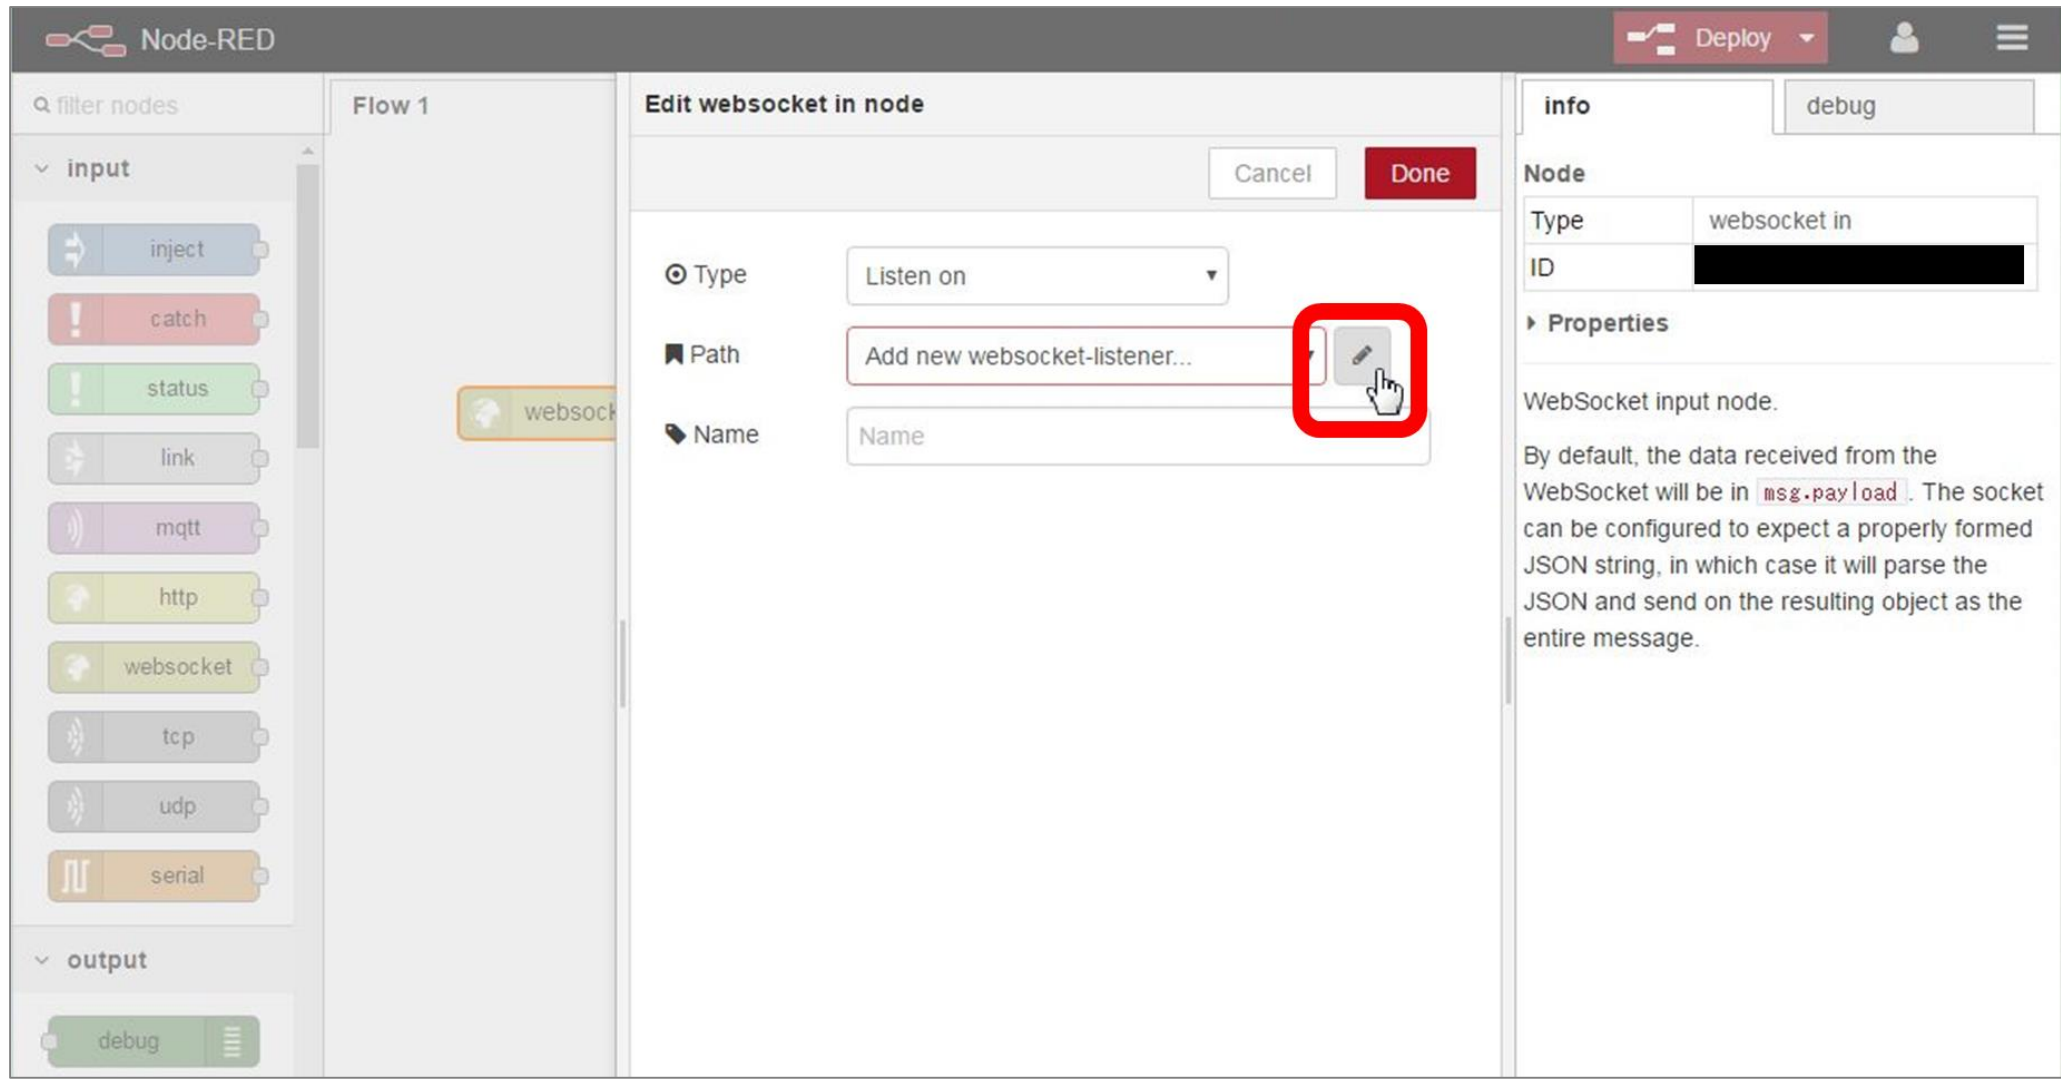 Node-RED
Deploy
filter nodes
input
inject
catch
status
link
mqtt
http
websocket
tcp
udp
serial
output
debug
Flow 1
websock
Edit websocket in node
Cancel
Done
Type
Listen on
Path
Add new websocket-listener...
Name
Name
info
debug
Node
Type websocket in
ID
Properties
WebSocket input node.
By default, the data received from the
WebSocket will be in msg.payload . The socket
can be configured to expect a properly formed
JSON string, in which case it will parse the
JSON and send on the resulting object as the
entire message.